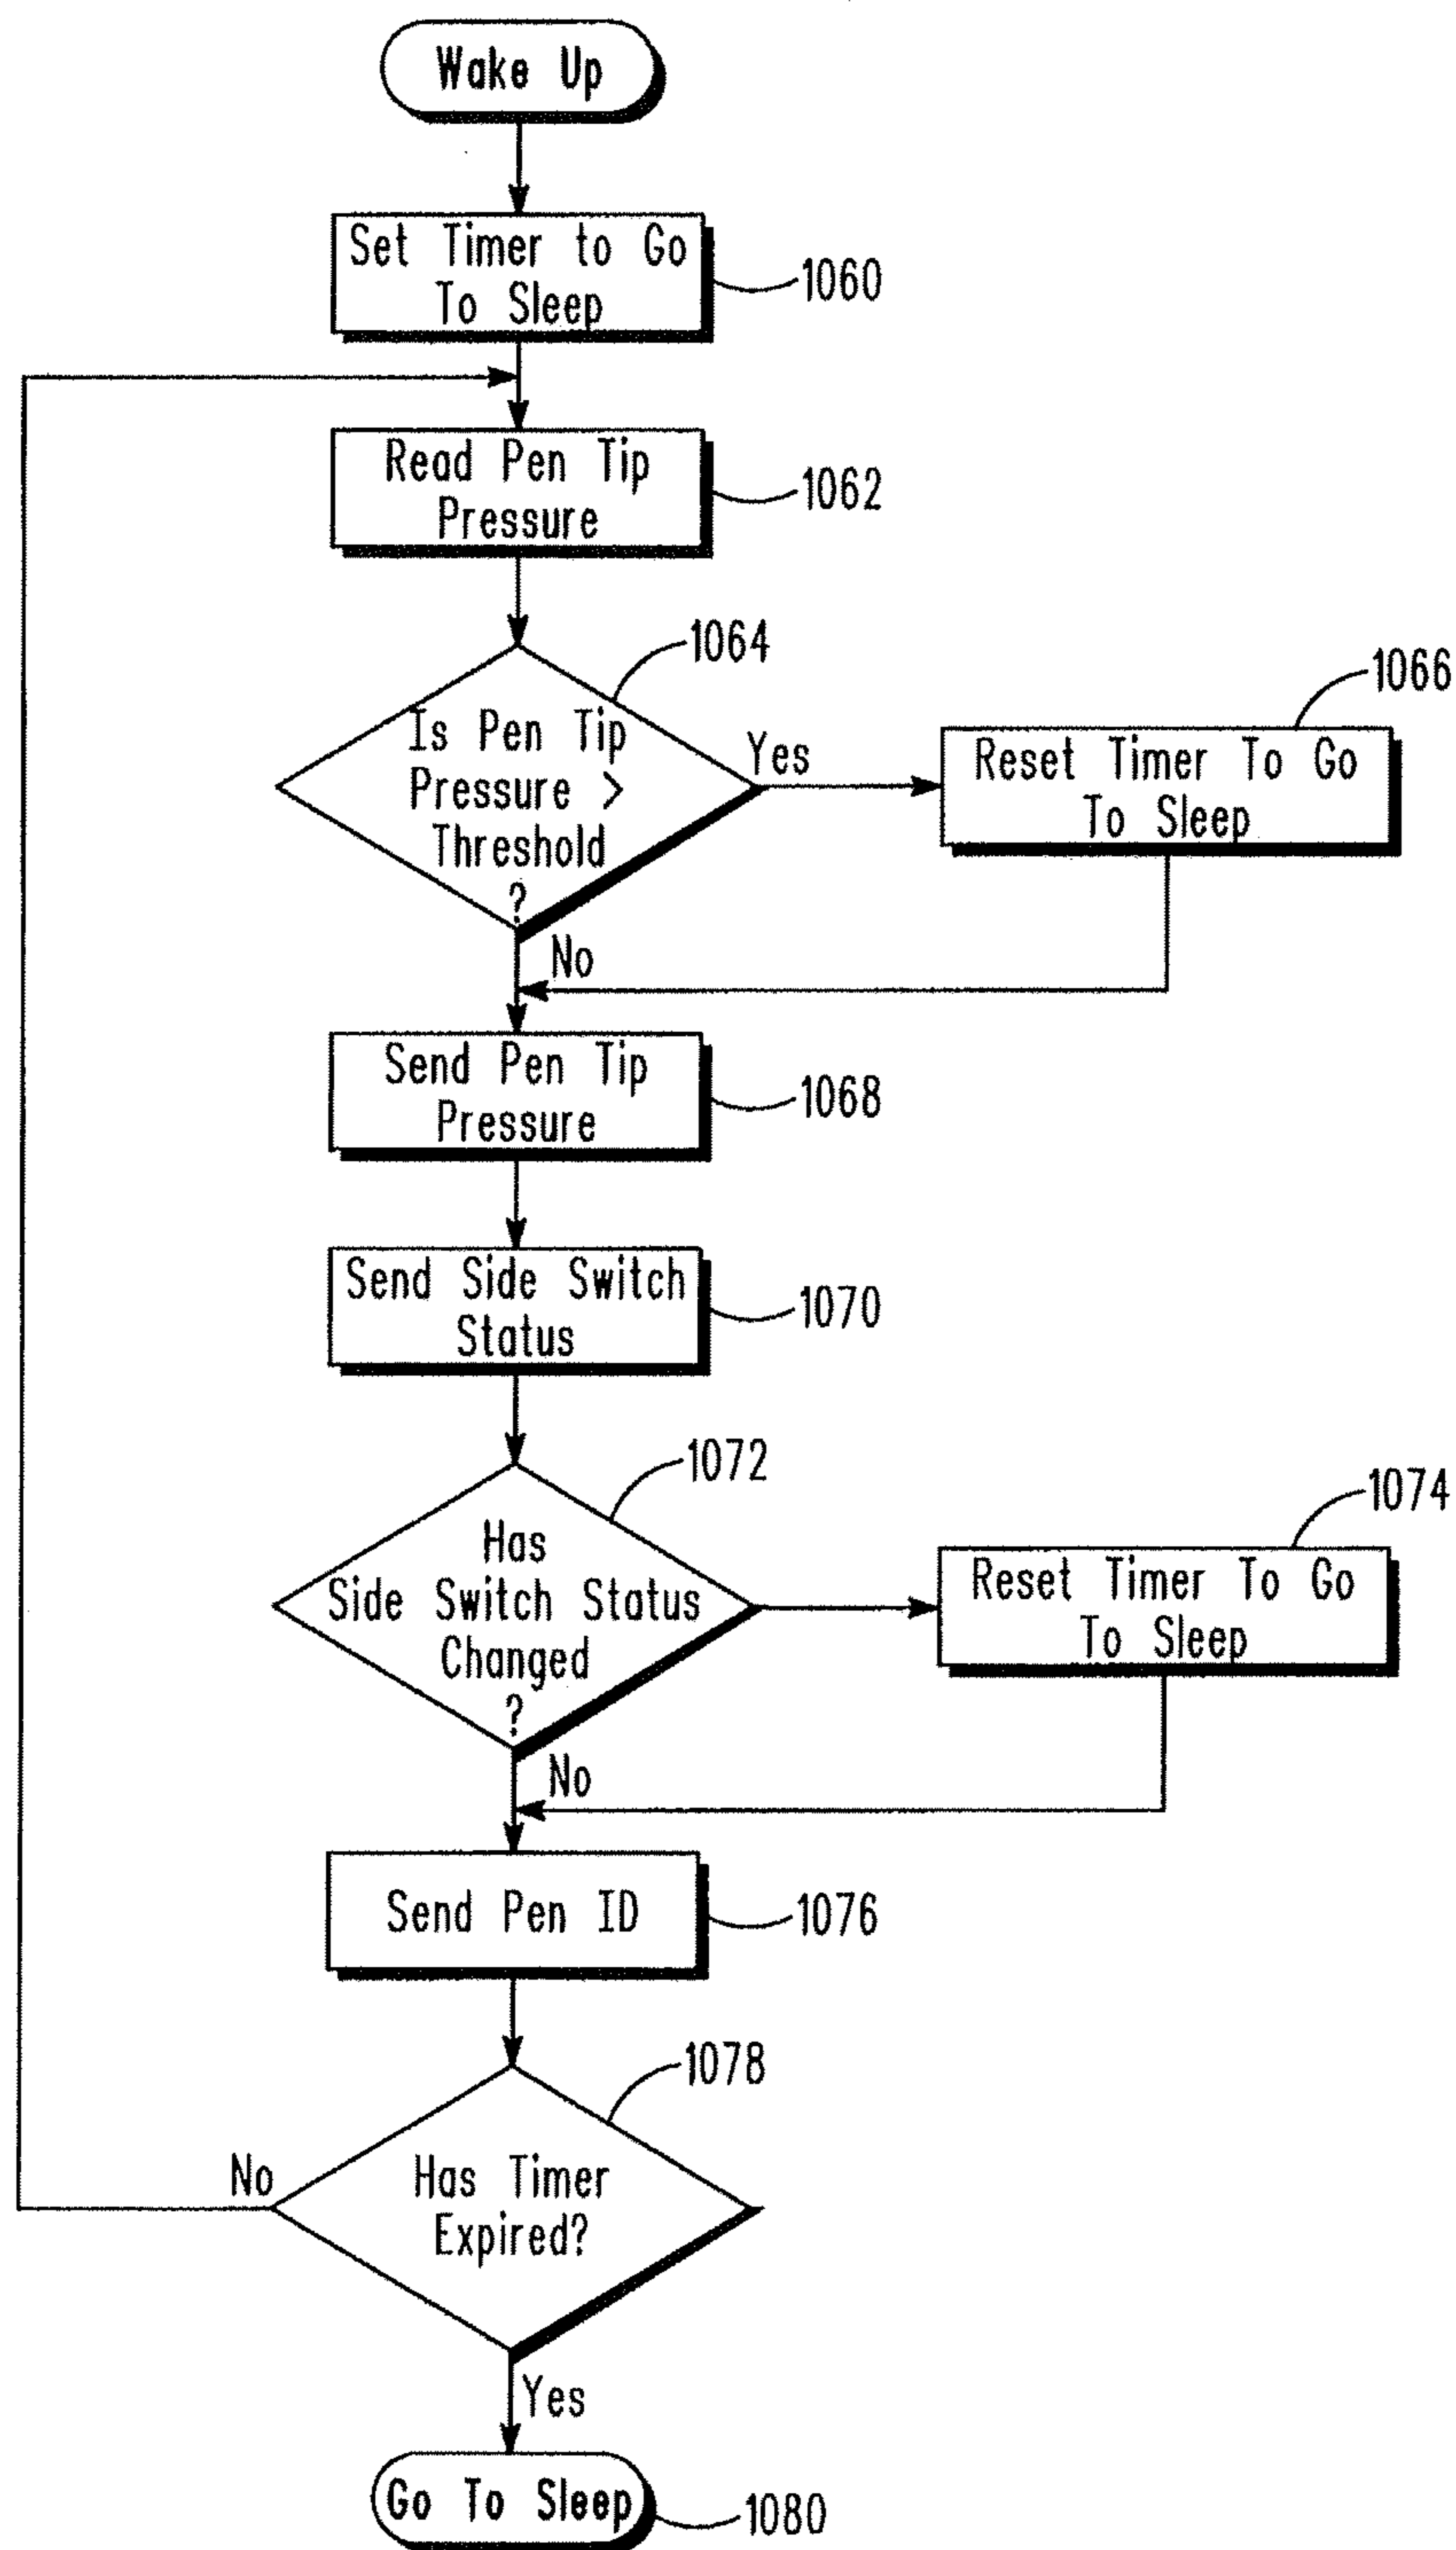 Wake Up
Set Timer to Go
To Sleep
1060
Read Pen Tip
Pressure
1062
1064
Is Pen Tip
Pressure >
Threshold
?
Yes
1066
Reset Timer To Go
To Sleep
No
Send Pen Tip
Pressure
1068
Send Side Switch
Status
1070
1072
Has
Side Switch Status
Changed
?
1074
Reset Timer To Go
To Sleep
No
Send Pen ID
1076
1078
No
Has Timer
Expired?
Yes
Go To Sleep
1080